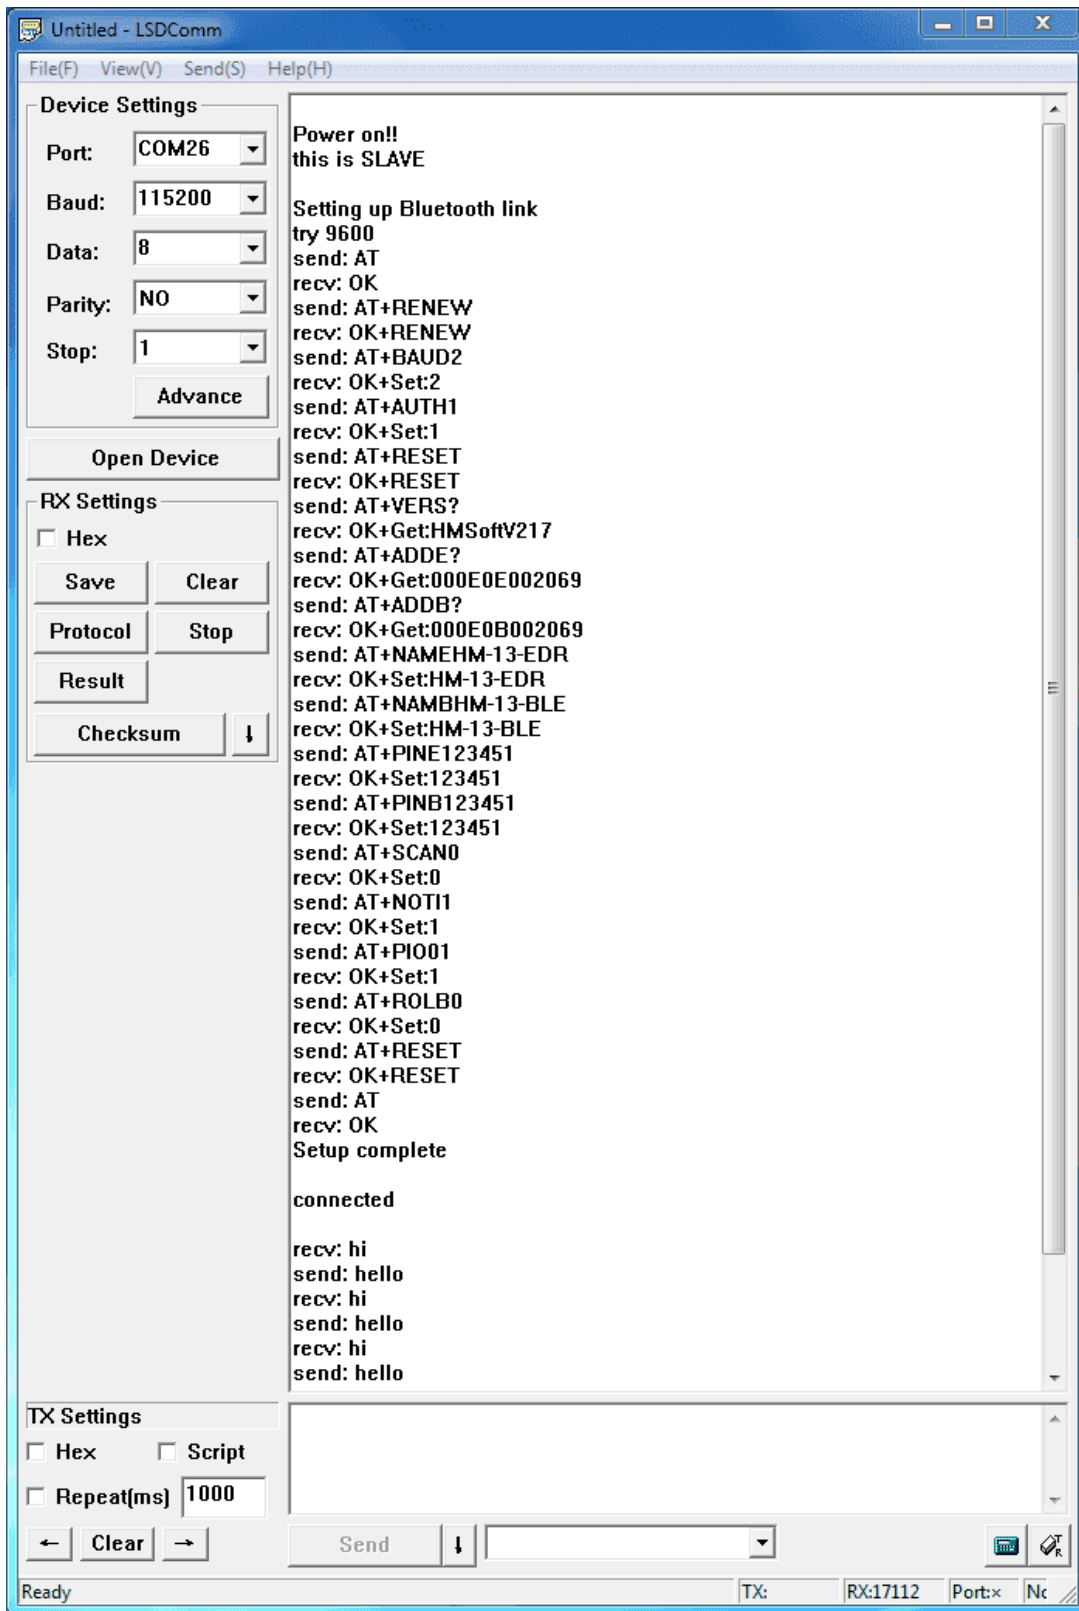 Untitled - LSDComm
File(F) View(V) Send(S) Help(H)
Device Settings
Port: COM26
Baud: 115200
Data: 8
Parity: NO
Stop: 1
Advance
Open Device
RX Settings
Hex
Save Clear
Protocol Stop
Result
Checksum
Power on!!
this is SLAVE
Setting up Bluetooth link
try 9600
send: AT
recv: OK
send: AT+RENEW
recv: OK+RENEW
send: AT+BAUD2
recv: OK+Set:2
send: AT+AUTH1
recv: OK+Set:1
send: AT+RESET
recv: OK+RESET
send: AT+VERS?
recv: OK+Get:HMSoftV217
send: AT+ADDE?
recv: OK+Get:000E0E002069
send: AT+ADDB?
recv: OK+Get:000E0B002069
send: AT+NAMEHM-13-EDR
recv: OK+Set:HM-13-EDR
send: AT+NAMBHM-13-BLE
recv: OK+Set:HM-13-BLE
send: AT+PINE123451
recv: OK+Set:123451
send: AT+PINB123451
recv: OK+Set:123451
send: AT+SCAN0
recv: OK+Set:0
send: AT+NOTI1
recv: OK+Set:1
send: AT+PIO01
recv: OK+Set:1
send: AT+ROLB0
recv: OK+Set:0
send: AT+RESET
recv: OK+RESET
send: AT
recv: OK
Setup complete
connected
recv: hi
send: hello
recv: hi
send: hello
recv: hi
send: hello
TX Settings
Hex Script
Repeat(ms) 1000
Clear
Send
Ready TX: RX:17112 Port:×